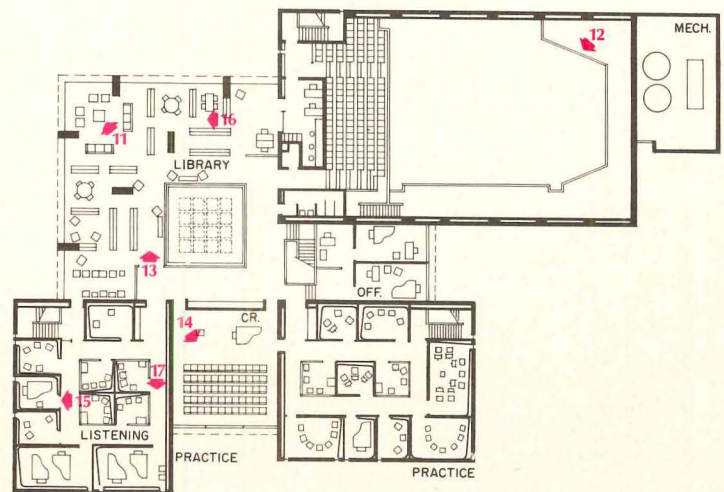 12
MECH.
11
16
LIBRARY
13
OFF.
14
CR.
17
15
LISTENING
PRACTICE
PRACTICE